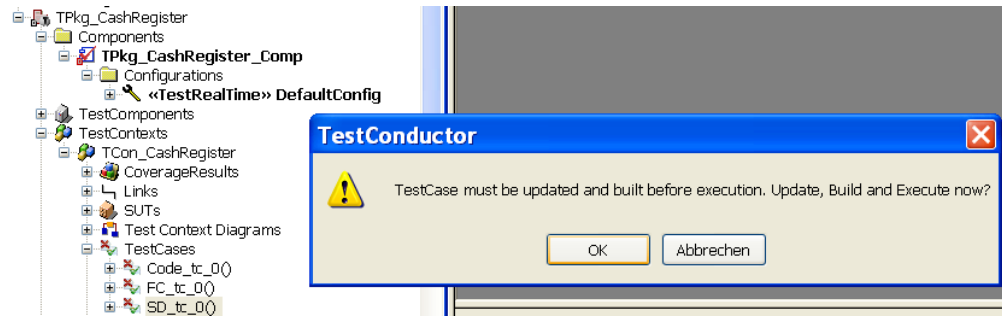 TPkg_CashRegister
Components
TPkg_CashRegister_Comp
Configurations
«TestRealTime» DefaultConfig
TestComponents
TestContexts
TCon_CashRegister
CoverageResults
Links
SUTs
Test Context Diagrams
TestCases
Code_tc_0()
FC_tc_0()
SD_tc_0()
TestConductor
TestCase must be updated and built before execution. Update, Build and Execute now?
OK
Abbrechen